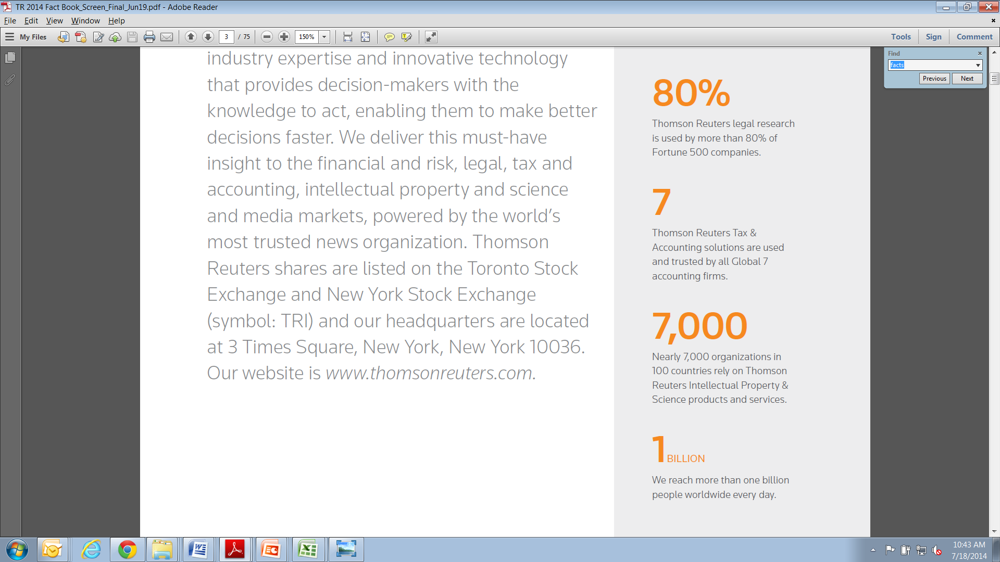 TR 2014 Fact Book_Screen_Final_Jun19.pdf - Adobe Reader
File Edit View Window Help
My Files 3 / 75 150% Tools Sign Comment
Find
facts
Previous Next
industry expertise and innovative technology
that provides decision-makers with the
knowledge to act, enabling them to make better
decisions faster. We deliver this must-have
insight to the financial and risk, legal, tax and
accounting, intellectual property and science
and media markets, powered by the world's
most trusted news organization. Thomson
Reuters shares are listed on the Toronto Stock
Exchange and New York Stock Exchange
(symbol: TRI) and our headquarters are located
at 3 Times Square, New York, New York 10036.
Our website is www.thomsonreuters.com.
80%
Thomson Reuters legal research
is used by more than 80% of
Fortune 500 companies.
7
Thomson Reuters Tax &
Accounting solutions are used
and trusted by all Global 7
accounting firms.
7,000
Nearly 7,000 organizations in
100 countries rely on Thomson
Reuters Intellectual Property &
Science products and services.
1 BILLION
We reach more than one billion
people worldwide every day.
10:43 AM
7/18/2014